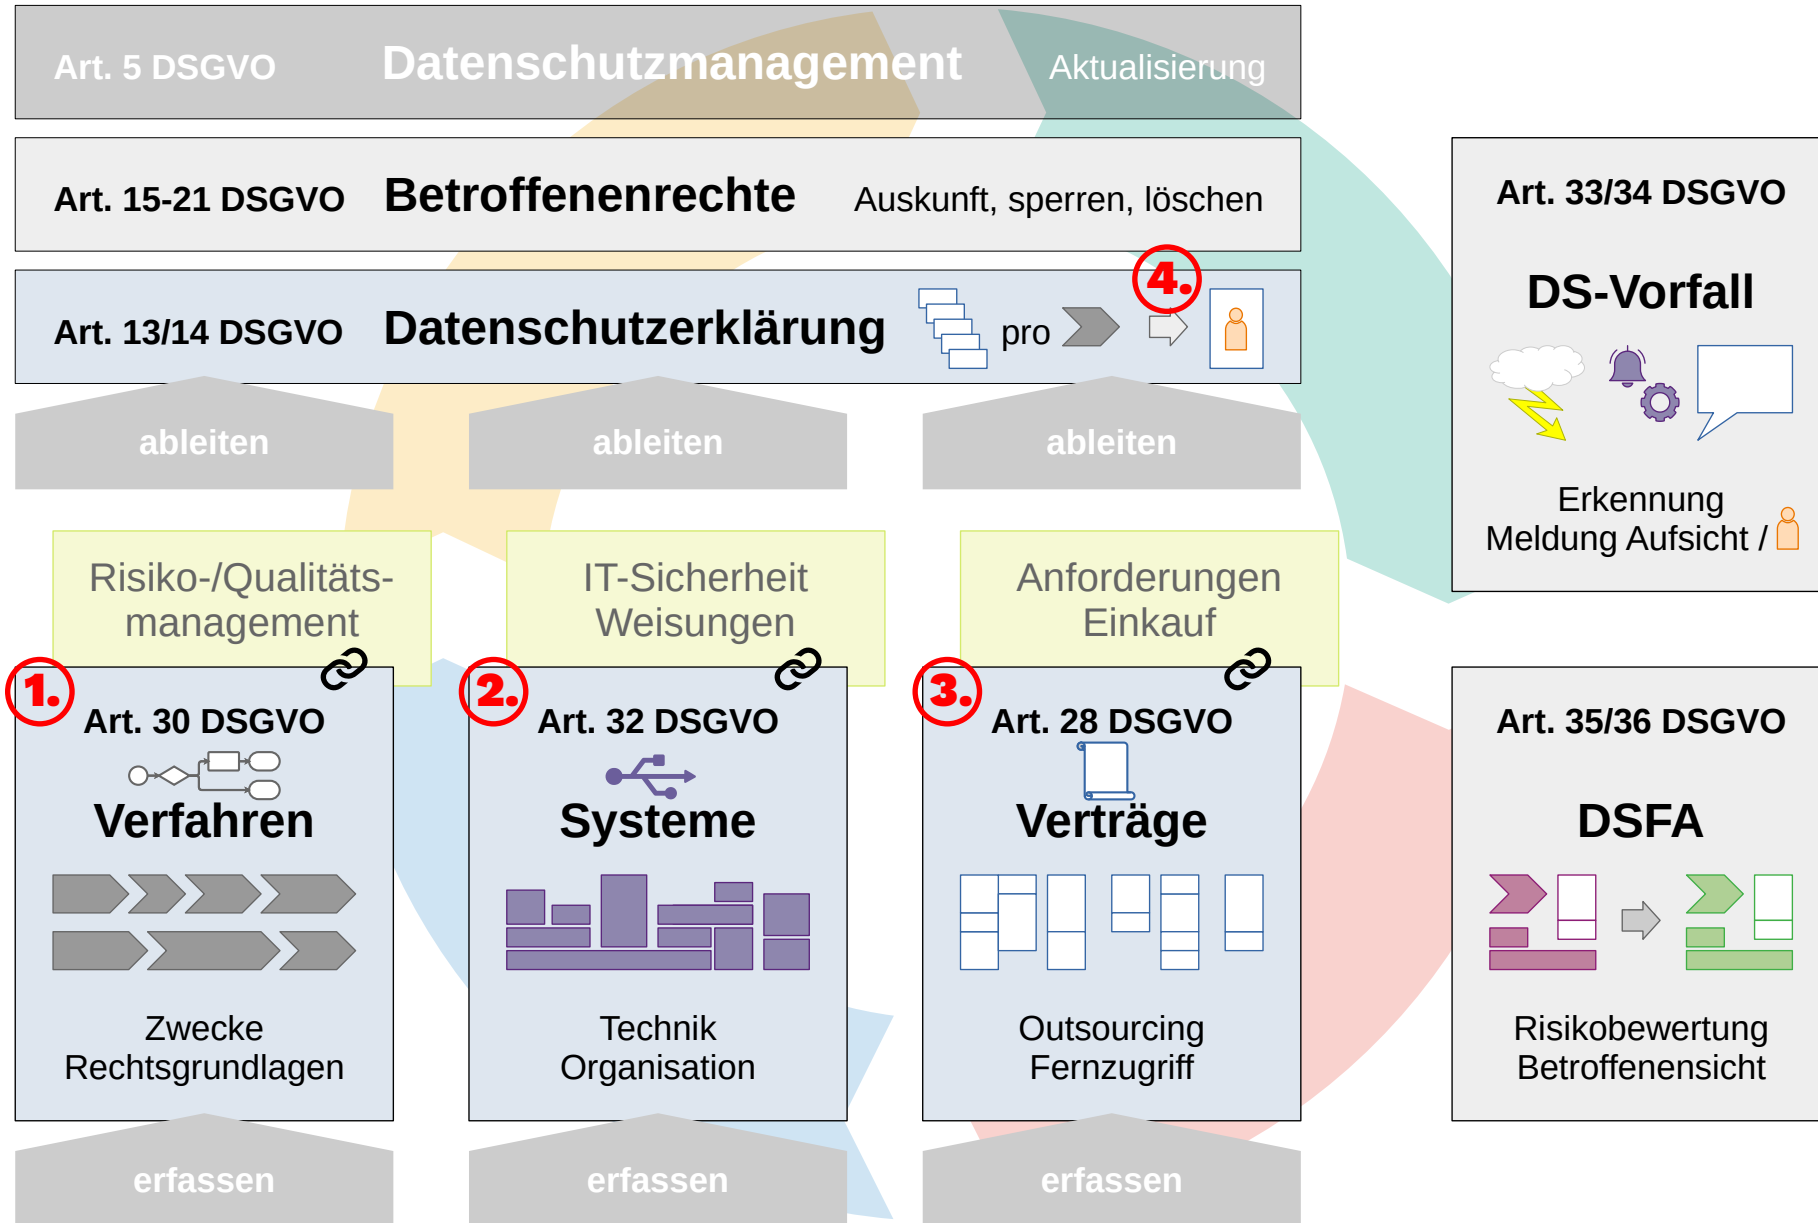 Art. 5 DSGVO Datenschutzmanagement Aktualisierung
Art. 15-21 DSGVO Betroffenenrechte Auskunft, sperren, löschen
4.
Art. 13/14 DSGVO Datenschutzerklärung pro
ableiten ableiten ableiten
Art. 33/34 DSGVO
DS-Vorfall
Erkennung
Meldung Aufsicht /
Risiko-/Qualitäts-
management
IT-Sicherheit
Weisungen
Anforderungen
Einkauf
1.
Art. 30 DSGVO
Verfahren
Zwecke
Rechtsgrundlagen
2.
Art. 32 DSGVO
Systeme
Technik
Organisation
3.
Art. 28 DSGVO
Verträge
Outsourcing
Fernzugriff
Art. 35/36 DSGVO
DSFA
Risikobewertung
Betroffenensicht
erfassen erfassen erfassen